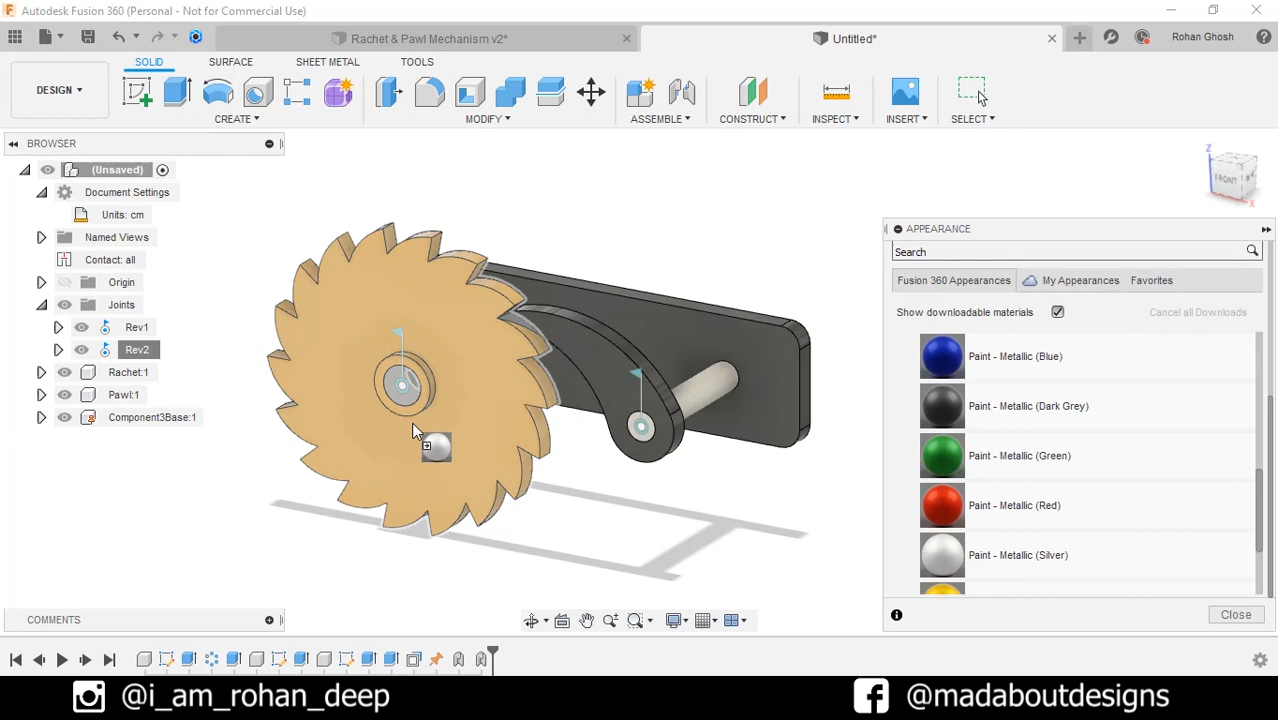 Autodesk Fusion 360 (Personal - Not for Commercial Use)
Rachet & Pawl Mechanism v2*
Untitled*
Rohan Ghosh
SOLID SURFACE SHEET METAL TOOLS
DESIGN
CREATE MODIFY ASSEMBLE CONSTRUCT INSPECT INSERT SELECT
BROWSER
(Unsaved)
Document Settings
Units: cm
Named Views
Contact: all
Origin
Joints
Rev1
Rev2
Rachet:1
Pawl:1
Component3Base:1
Z
FRONT
X
APPEARANCE
Search
Fusion 360 Appearances My Appearances Favorites
Show downloadable materials Cancel all Downloads
Paint - Metallic (Blue)
Paint - Metallic (Dark Grey)
Paint - Metallic (Green)
Paint - Metallic (Red)
Paint - Metallic (Silver)
Close
COMMENTS
@i_am_rohan_deep @madaboutdesigns